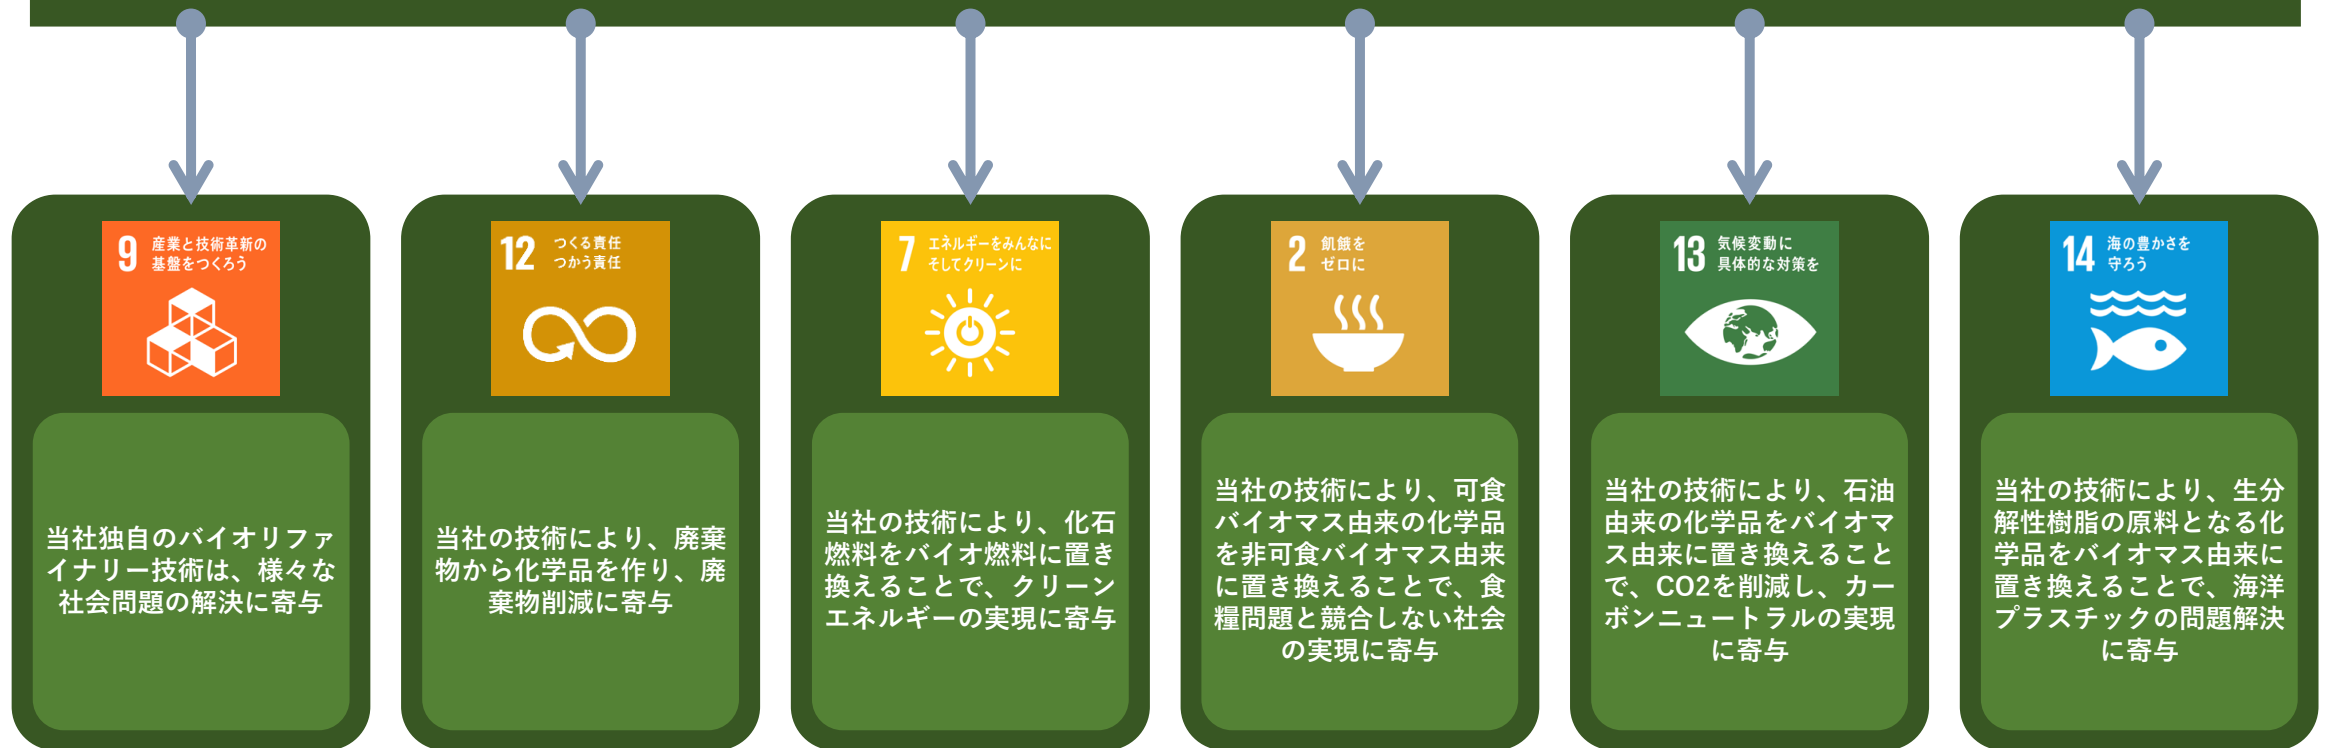 9 産業と技術革新の
基盤をつくろう
当社独自のバイオリファ
イナリー技術は、様々な
社会問題の解決に寄与
12 つくる責任
つかう責任
当社の技術により、廃棄
物から化学品を作り、廃
棄物削減に寄与
7 エネルギーをみんなに
そしてクリーンに
当社の技術により、化石
燃料をバイオ燃料に置き
換えることで、クリーン
エネルギーの実現に寄与
2 飢餓を
ゼロに
当社の技術により、可食
バイオマス由来の化学品
を非可食バイオマス由来
に置き換えることで、食
糧問題と競合しない社会
の実現に寄与
13 気候変動に
具体的な対策を
当社の技術により、石油
由来の化学品をバイオマ
ス由来に置き換えること
で、CO2を削減し、カー
ボンニュートラルの実現
に寄与
14 海の豊かさを
守ろう
当社の技術により、生分
解性樹脂の原料となる化
学品をバイオマス由来に
置き換えることで、海洋
プラスチックの問題解決
に寄与